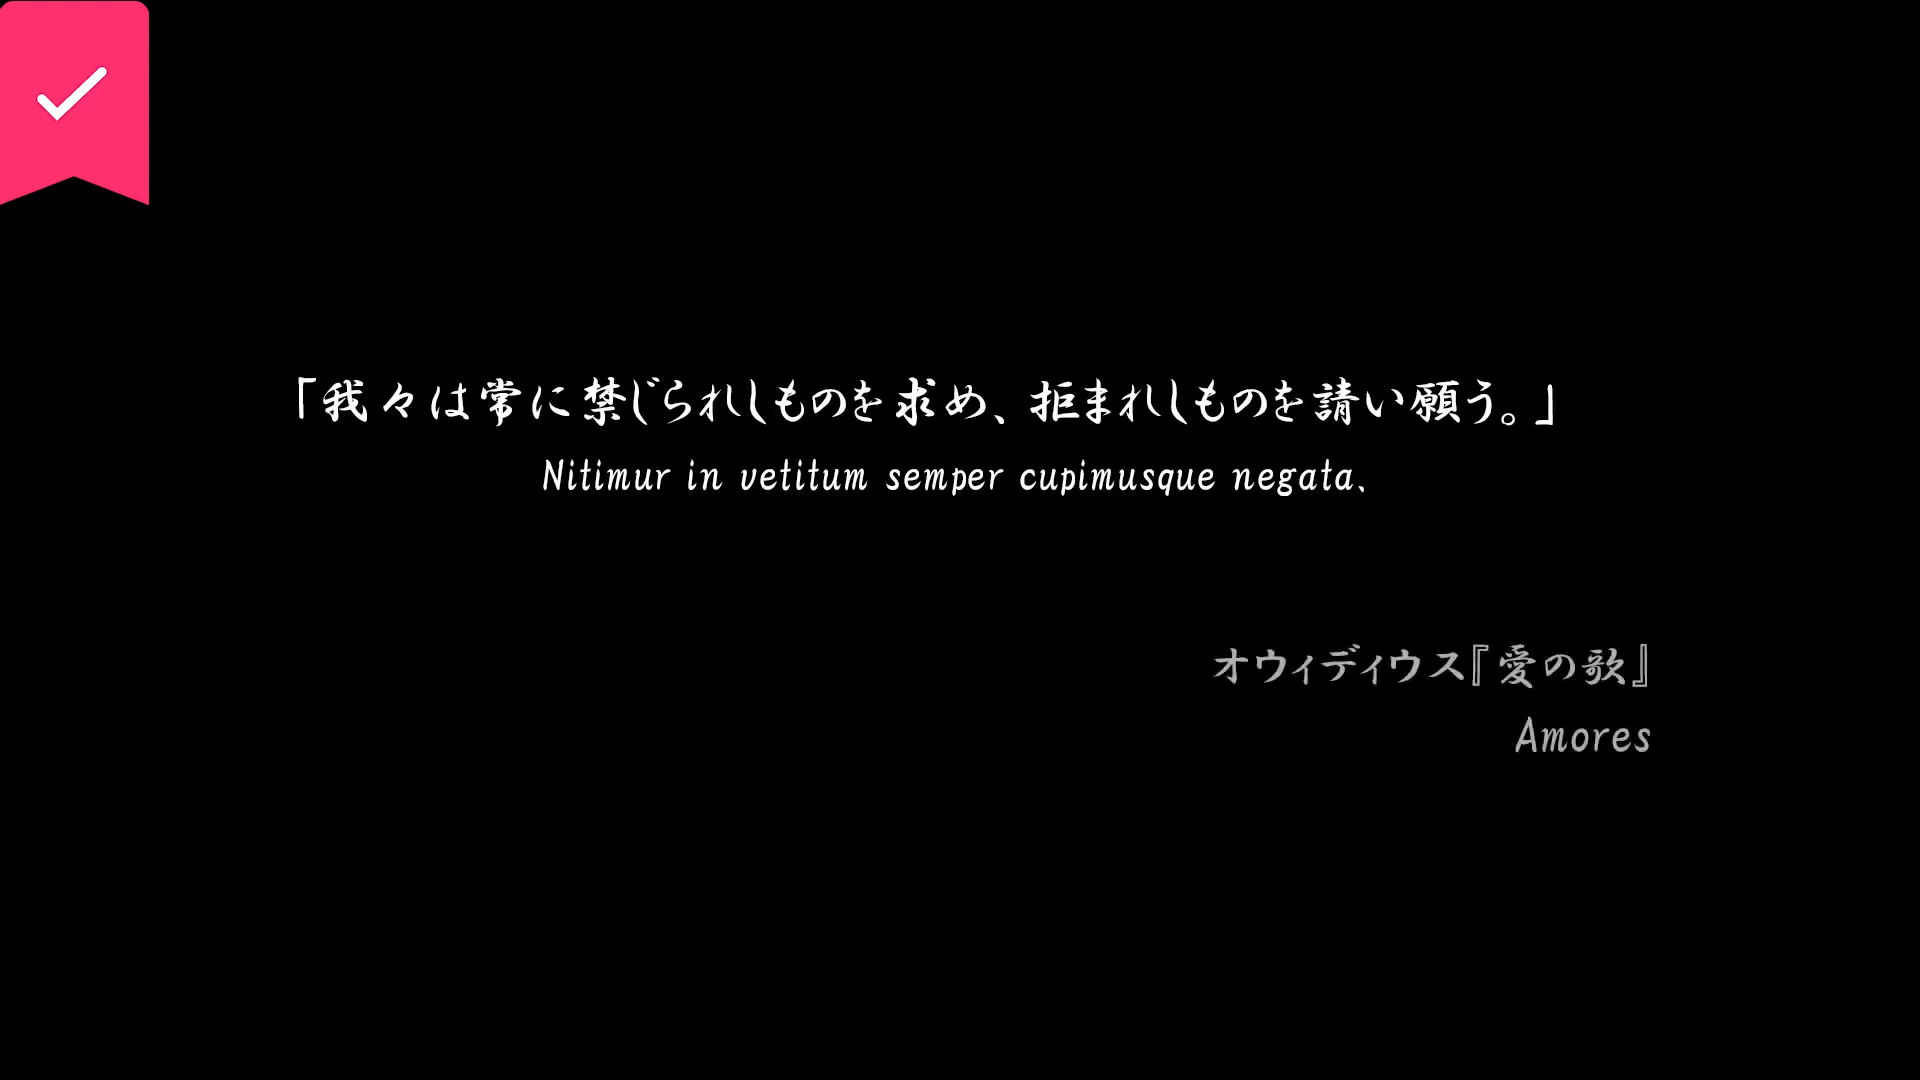 「我々は常に禁じられしものを求め、拒まれしものを請い願う。」
Nitimur in vetitum semper cupimusque negata.
オウィディウス『愛の歌』
Amores